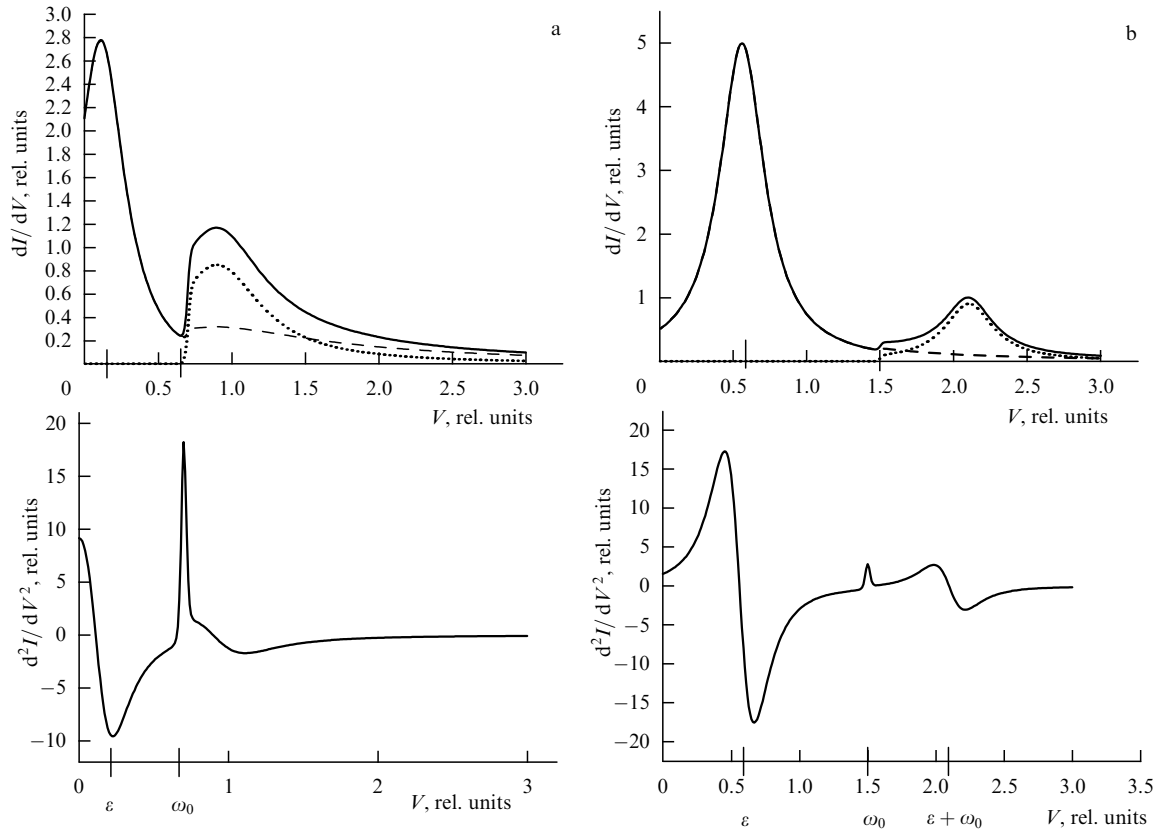 a
dI/dV, rel. units
3.0
2.8
2.6
2.4
2.2
2.0
1.8
1.6
1.4
1.2
1.0
0.8
0.6
0.4
0.2
0 0.5 1.0 1.5 2.0 2.5 3.0
V, rel. units
b
dI/dV, rel. units
5
4
3
2
1
0 0.5 1.0 1.5 2.0 2.5 3.0
V, rel. units
d²I/dV², rel. units
20
15
10
5
0
−5
−10
0 1 2 3
ε ω₀ V, rel. units
d²I/dV², rel. units
20
15
10
5
0
−5
−10
−15
−20
0 0.5 1.0 1.5 2.0 2.5 3.0 3.5
ε ω₀ ε + ω₀ V, rel. units